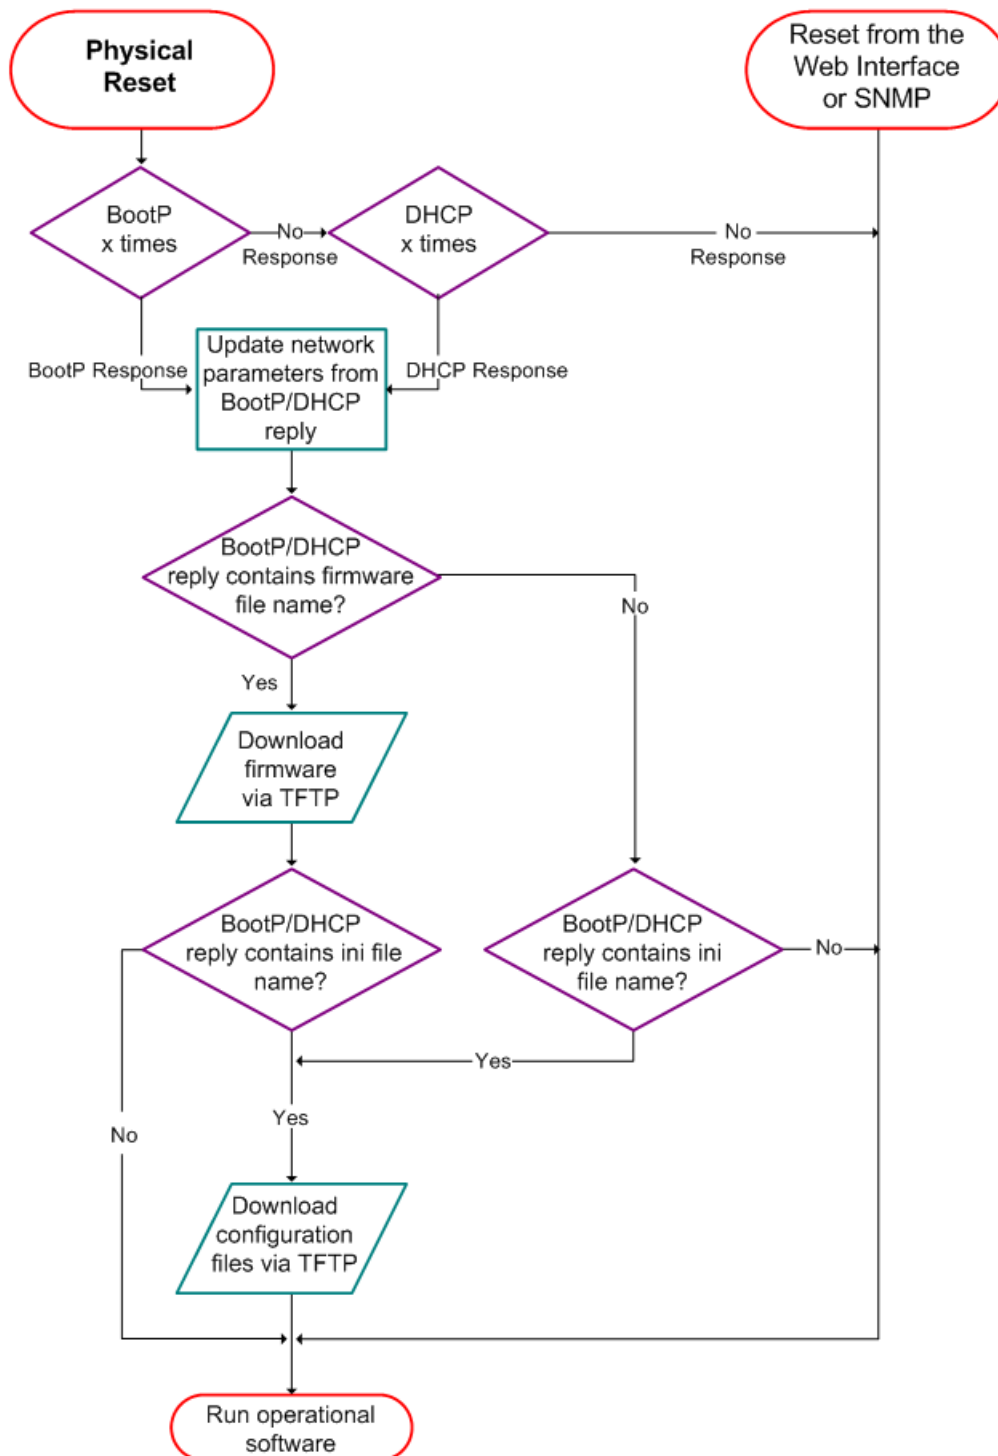 Physical
Reset
Reset from the
Web Interface
or SNMP
BootP
x times
No
Response
DHCP
x times
No
Response
BootP Response
Update network
parameters from
BootP/DHCP
reply
DHCP Response
BootP/DHCP
reply contains firmware
file name?
No
Yes
Download
firmware
via TFTP
BootP/DHCP
reply contains ini file
name?
BootP/DHCP
reply contains ini
file name?
No
Yes
Yes
No
Download
configuration
files via TFTP
Run operational
software